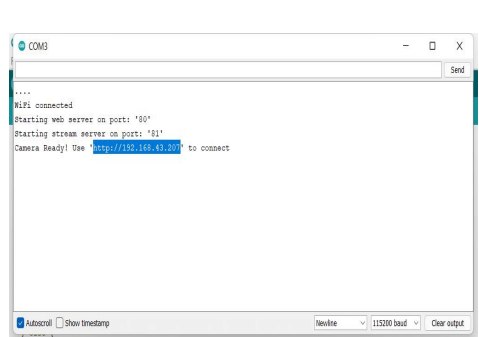 COM3
Send
....
WiFi connected
Starting web server on port: '80'
Starting stream server on port: '81'
Camera Ready! Use 'http://192.168.43.207' to connect
Autoscroll Show timestamp Newline 115200 baud Clear output